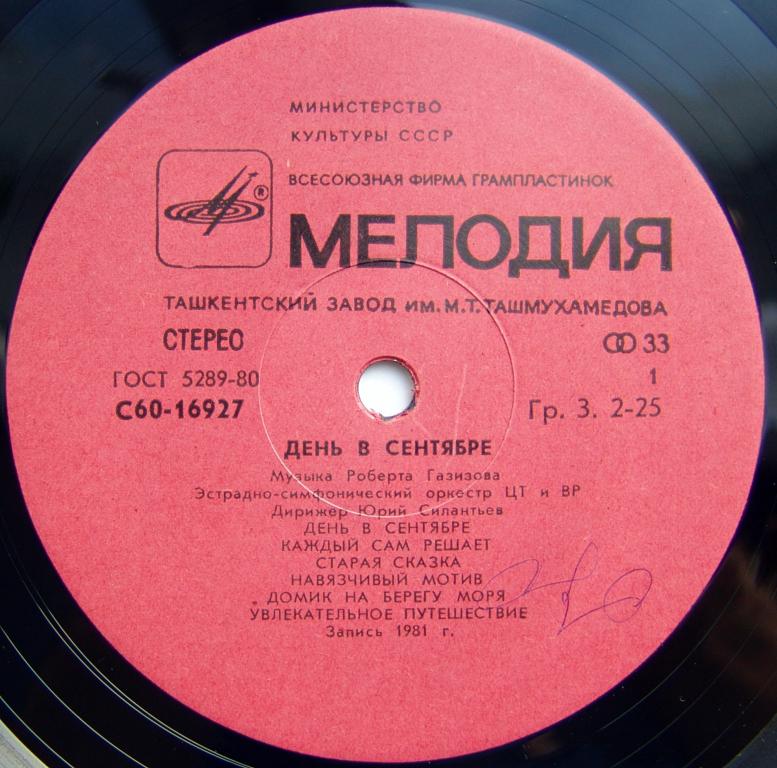 МИНИСТЕРСТВО
КУЛЬТУРЫ СССР
ВСЕСОЮЗНАЯ ФИРМА ГРАМПЛАСТИНОК
®
МЕЛОДИЯ
ТАШКЕНТСКИЙ ЗАВОД ИМ. М.Т.ТАШМУХАМЕДОВА
СТЕРЕО 33
ГОСТ 5289-80 1
С60-16927 Гр. 3. 2-25
ДЕНЬ В СЕНТЯБРЕ
Музыка Роберта Газизова
Эстрадно-симфонический оркестр ЦТ и ВР
Дирижер Юрий Силантьев
ДЕНЬ В СЕНТЯБРЕ
КАЖДЫЙ САМ РЕШАЕТ
СТАРАЯ СКАЗКА
НАВЯЗЧИВЫЙ МОТИВ
ДОМИК НА БЕРЕГУ МОРЯ
УВЛЕКАТЕЛЬНОЕ ПУТЕШЕСТВИЕ
Запись 1981 г.